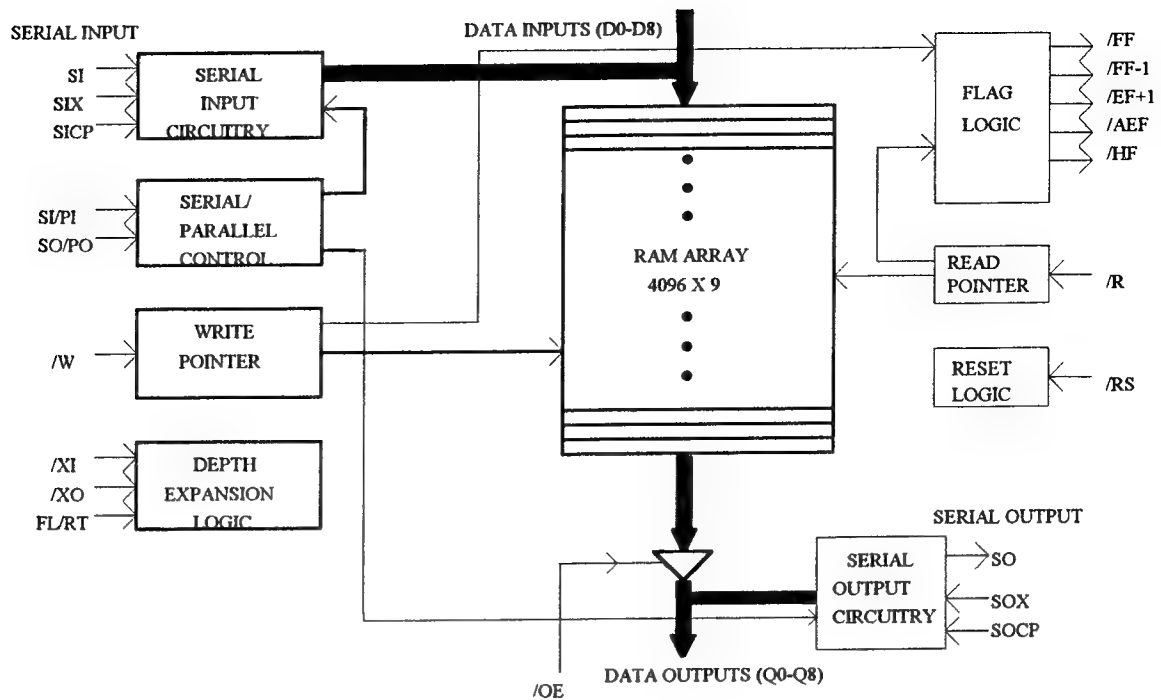 DATA INPUTS (D0-D8)
SERIAL INPUT
SI
SIX
SICP
SERIAL
INPUT
CIRCUITRY
FLAG
LOGIC
/FF
/FF-1
/EF+1
/AEF
/HF
SI/PI
SO/PO
SERIAL/
PARALLEL
CONTROL
RAM ARRAY
4096 X 9
READ
POINTER
/R
/W
WRITE
POINTER
RESET
LOGIC
/RS
/XI
/XO
FL/RT
DEPTH
EXPANSION
LOGIC
SERIAL OUTPUT
SERIAL
OUTPUT
CIRCUITRY
SO
SOX
SOCP
/OE
DATA OUTPUTS (Q0-Q8)